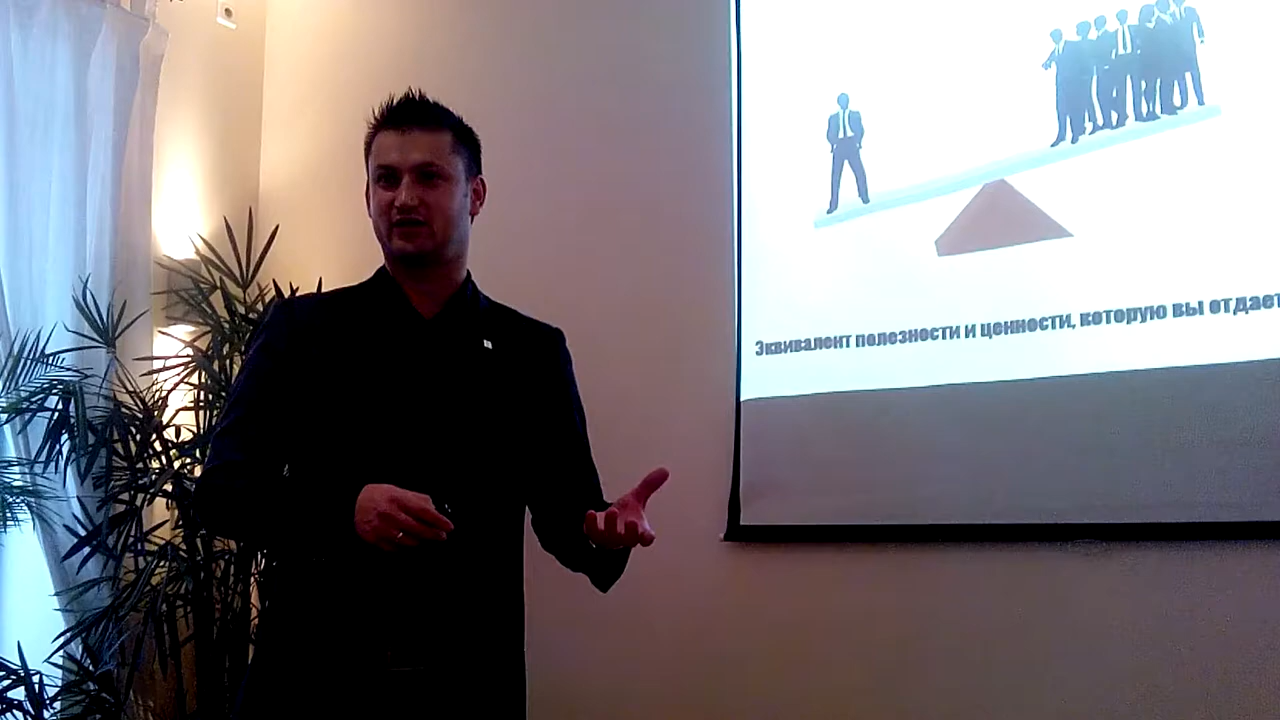 Эквивалент полезности и ценности, которую вы отдает